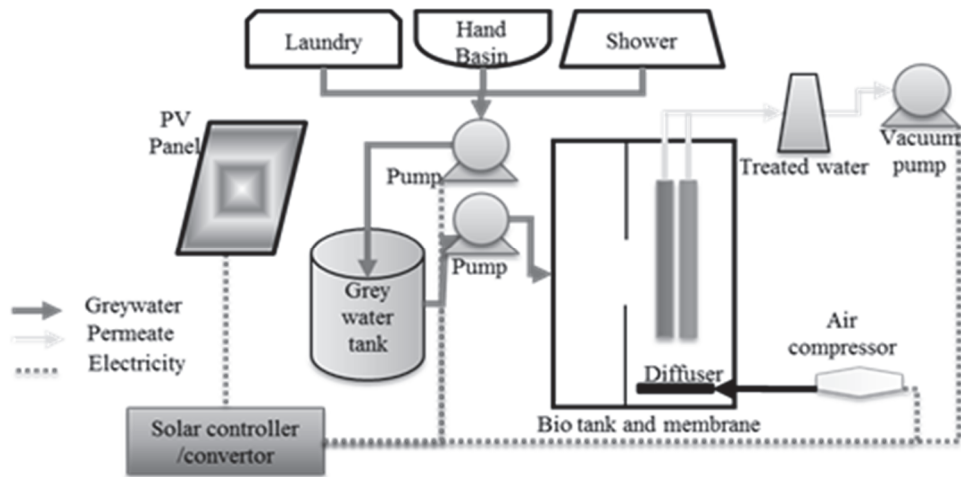 Laundry
Hand
Basin
Shower
PV
Panel
Pump
Pump
Treated water
Vacuum
pump
Grey
water
tank
Greywater
Permeate
Electricity
Air
compressor
Diffuser
Bio tank and membrane
Solar controller
/convertor